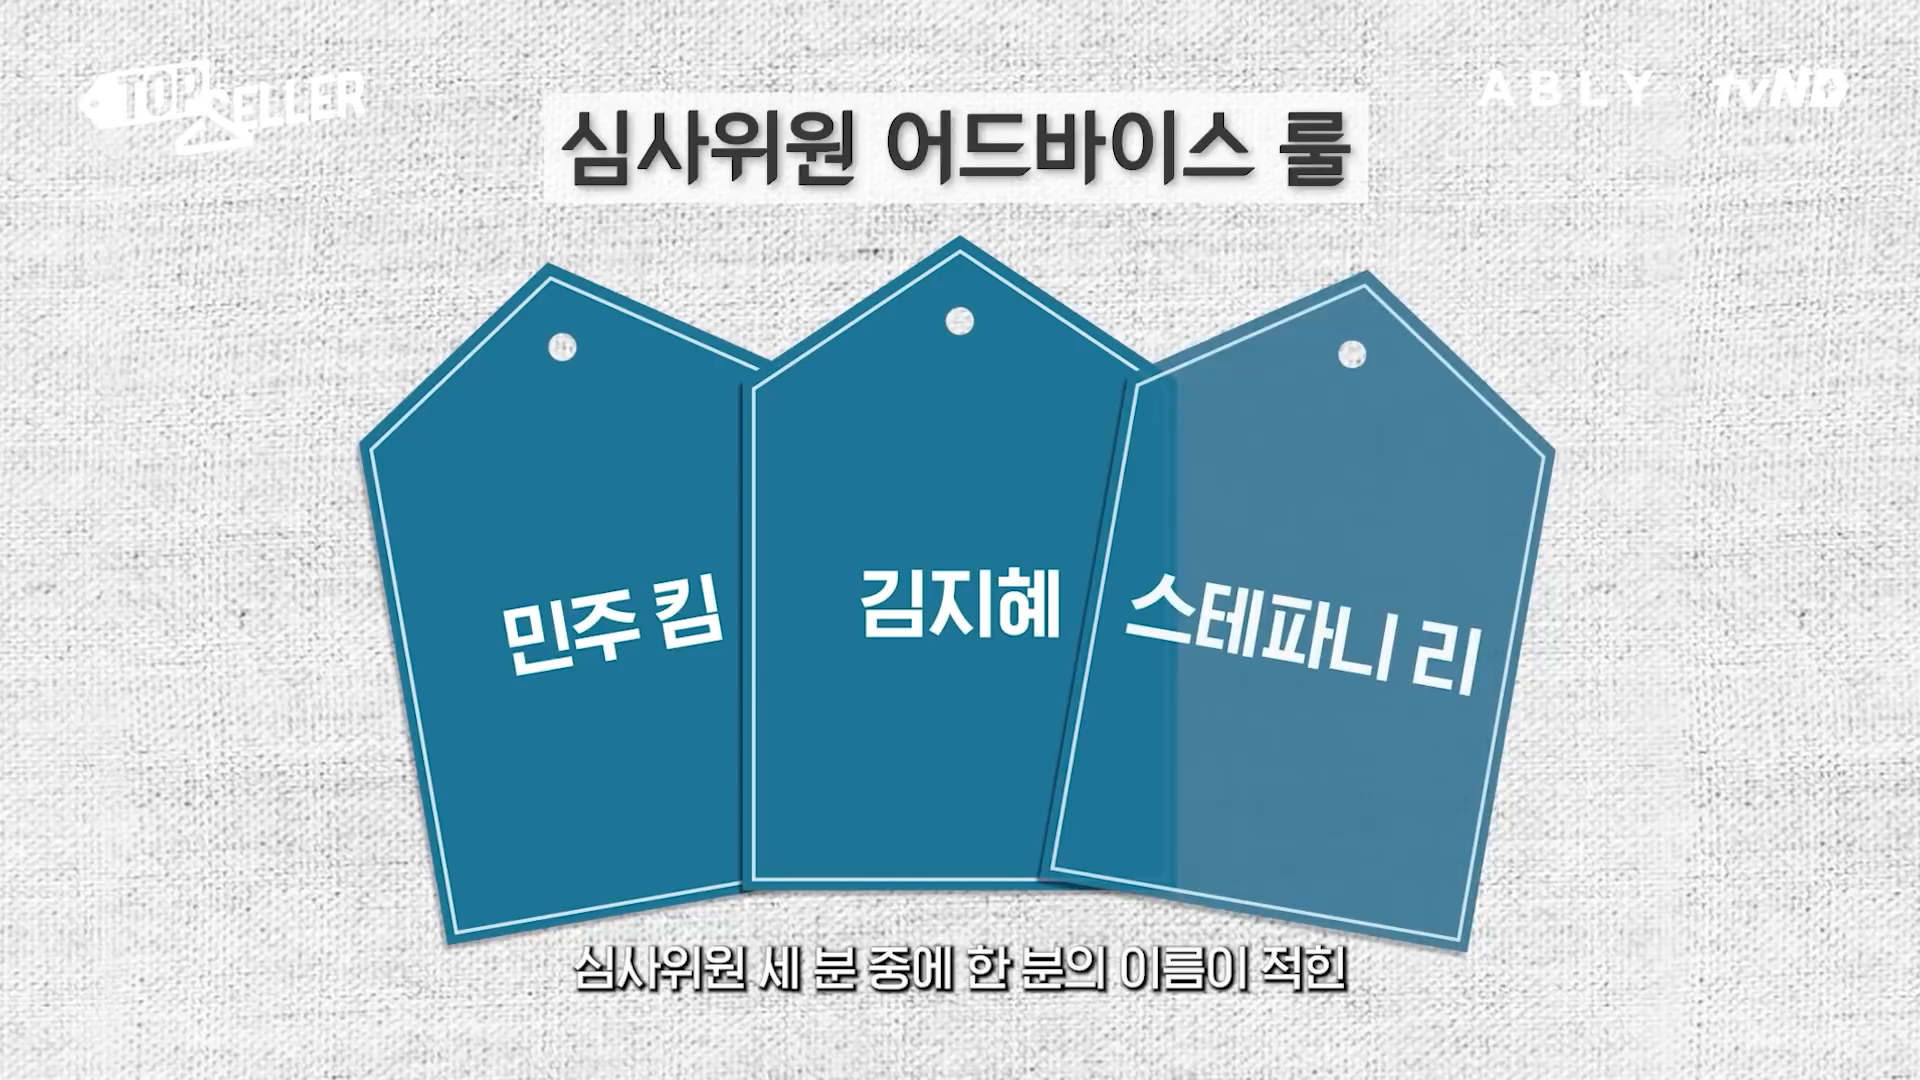 TOP SELLER
ABLY tvND
심사위원 어드바이스 룰
민주 킴
김지혜
스테파니 리
심사위원 세 분 중에 한 분의 이름이 적힌